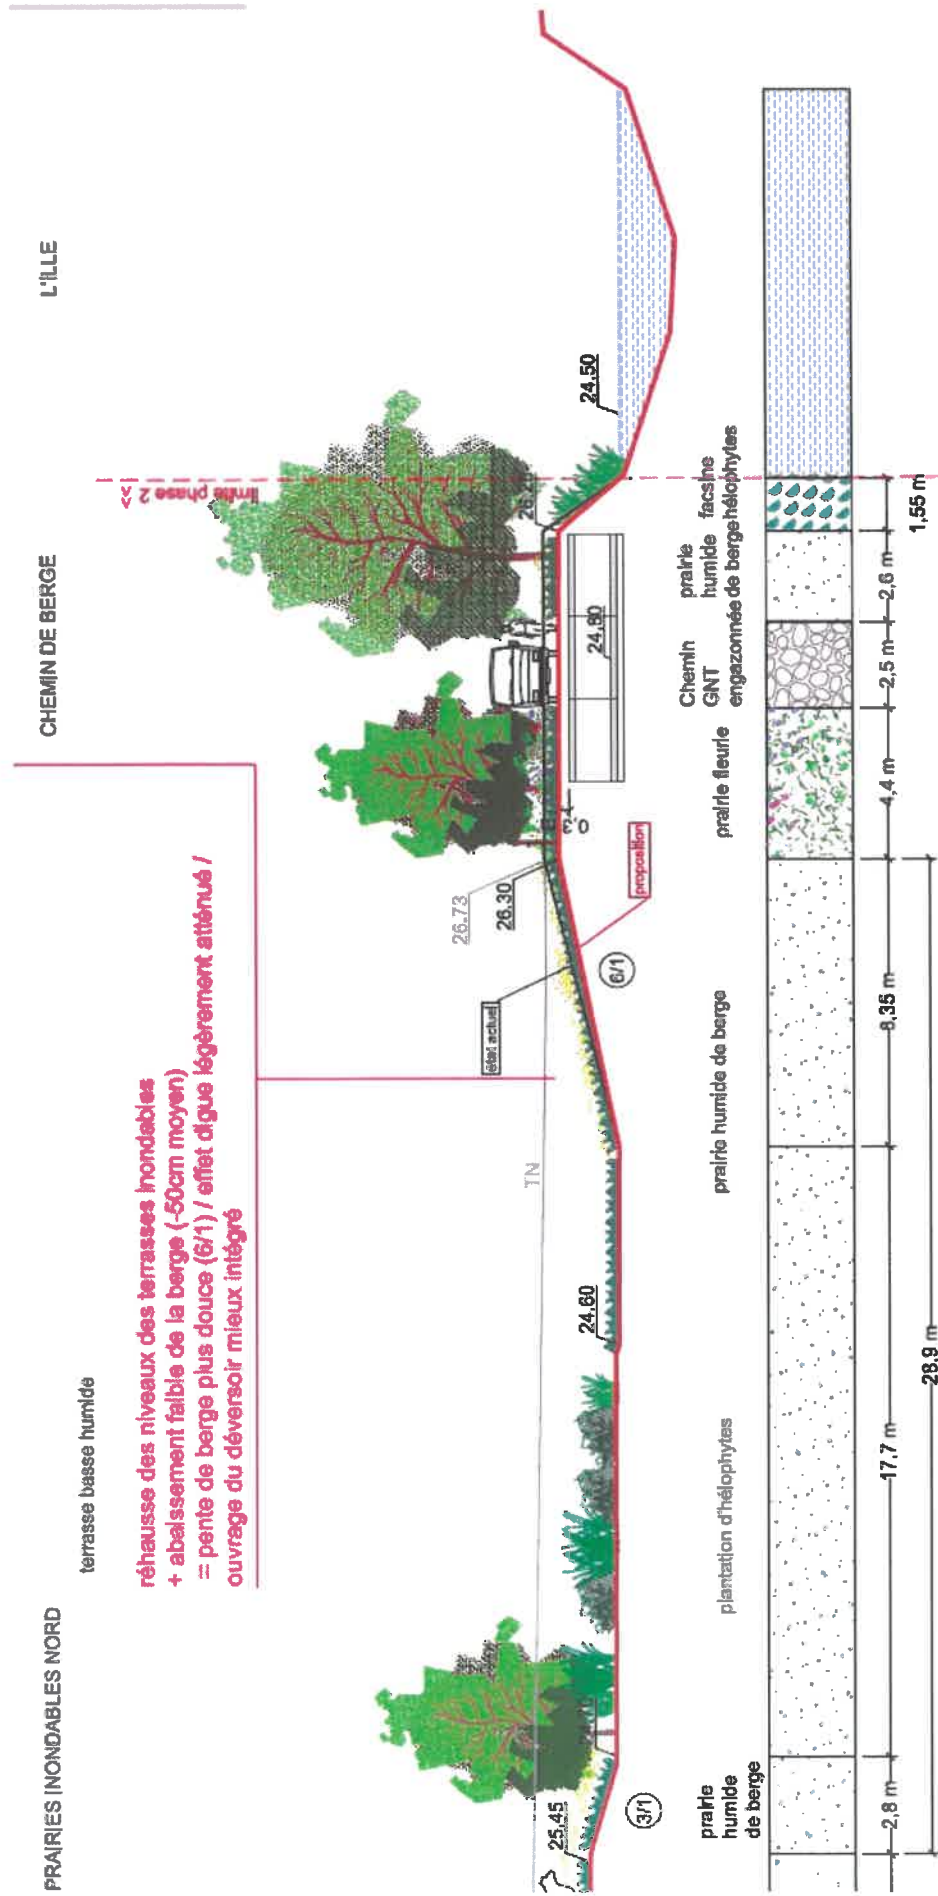 PRAIRIES INONDABLES NORD
CHEMIN DE BERGE
L'ILLE
terrasse basse humide
réhausse des niveaux des terrasses inondables
+ abaissement faible de la berge (-50cm moyen)
= pente de berge plus douce (6/1) / effet digue légèrement atténué /
ouvrage du déversoir mieux intégré
limite phase 2 >>
TN
26.73
26.30
24.50
24.80
état actuel
proposition
24.60
25.45
3/1
6/1
prairie
humide
de berge
plantation d'hélophytes
prairie humide de berge
prairie fleurie
Chemin
GNT
engazonnée
prairie
humide
de berge
facsine
hélophytes
2,8 m
17.7 m
8,35 m
4,4 m
2,5 m
2,6 m
1,55 m
28.9 m